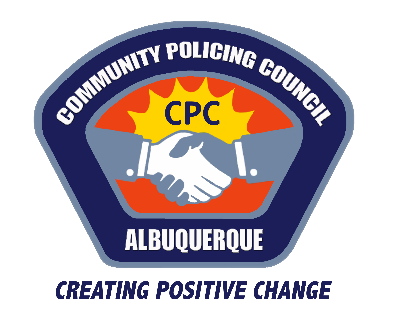 COMMUNITY POLICING COUNCIL
CPC
ALBUQUERQUE
CREATING POSITIVE CHANGE